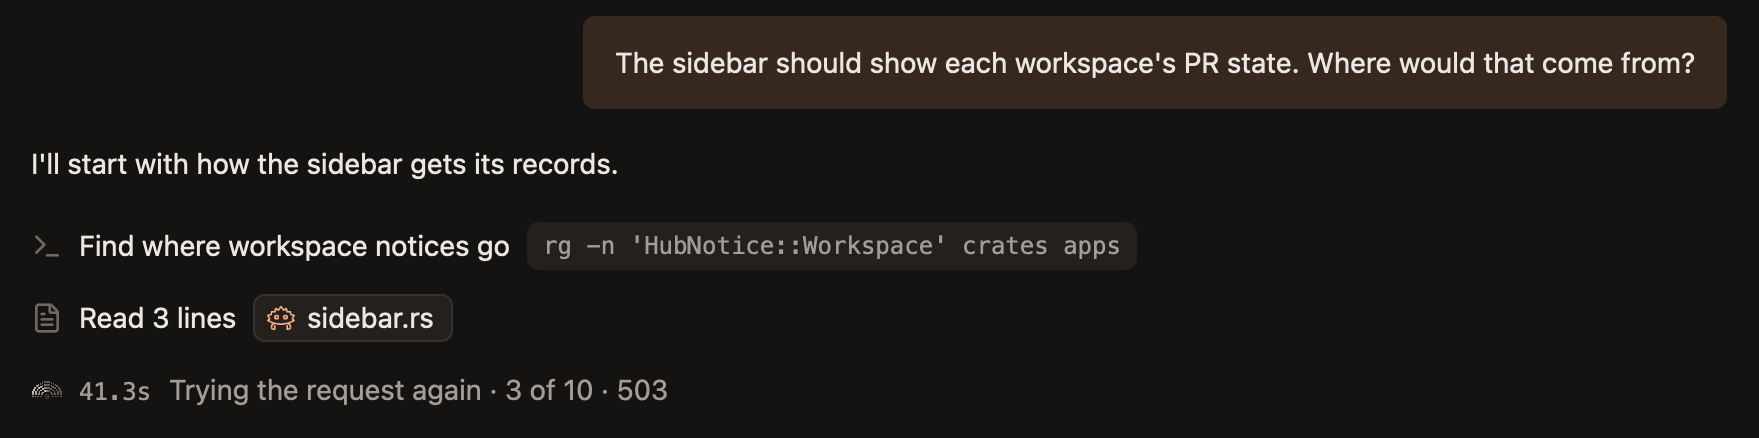 The sidebar should show each workspace's PR state. Where would that come from?
I'll start with how the sidebar gets its records.
Find where workspace notices go rg -n 'HubNotice::Workspace' crates apps
Read 3 lines sidebar.rs
41.3s Trying the request again · 3 of 10 · 503